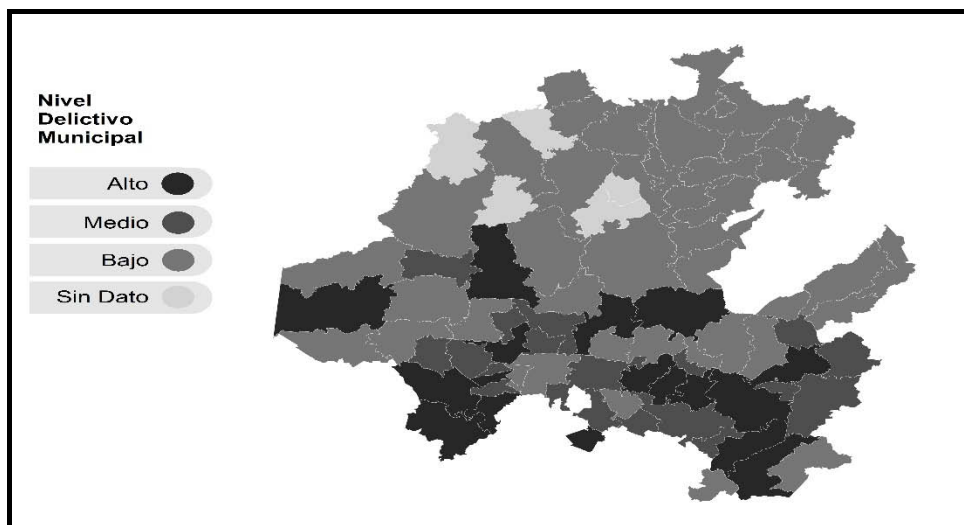 Nivel
Delictivo
Municipal
Alto
Medio
Bajo
Sin Dato